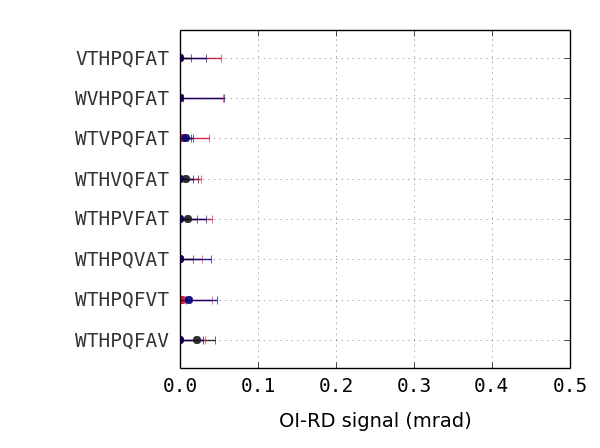 VTHPQFAT
WVHPQFAT
WTVPQFAT
WTHVQFAT
WTHPVFAT
WTHPQVAT
WTHPQFVT
WTHPQFAV
0.0 0.1 0.2 0.3 0.4 0.5
OI-RD signal (mrad)